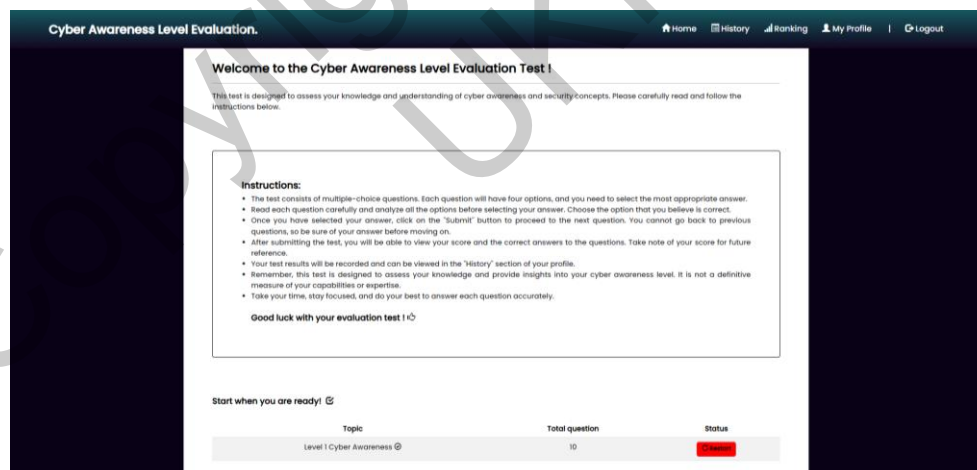 Cyber Awareness Level Evaluation.
Home History Ranking My Profile | Logout
Welcome to the Cyber Awareness Level Evaluation Test !
This test is designed to assess your knowledge and understanding of cyber awareness and security concepts. Please carefully read and follow the
instructions below.
Instructions:
• The test consists of multiple-choice questions. Each question will have four options, and you need to select the most appropriate answer.
• Read each question carefully and analyze all the options before selecting your answer. Choose the option that you believe is correct.
• Once you have selected your answer, click on the "Submit" button to proceed to the next question. You cannot go back to previous
questions, so be sure of your answer before moving on.
• After submitting the test, you will be able to view your score and the correct answers to the questions. Take note of your score for future
reference.
• Your test results will be recorded and can be viewed in the "History" section of your profile.
• Remember, this test is designed to assess your knowledge and provide insights into your cyber awareness level. It is not a definitive
measure of your capabilities or expertise.
• Take your time, stay focused, and do your best to answer each question accurately.
Good luck with your evaluation test !
Start when you are ready!
Topic Total question Status
Level 1 Cyber Awareness 10